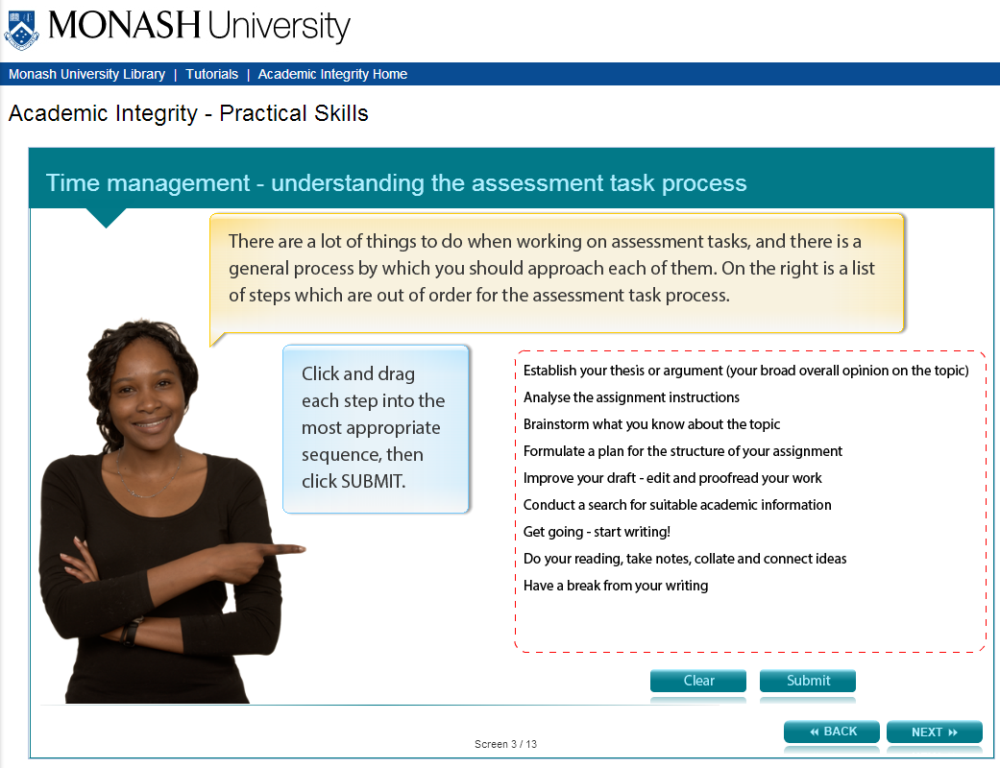 MONASH University
Monash University Library | Tutorials | Academic Integrity Home
Academic Integrity - Practical Skills
Time management - understanding the assessment task process
There are a lot of things to do when working on assessment tasks, and there is a
general process by which you should approach each of them. On the right is a list
of steps which are out of order for the assessment task process.
Click and drag
each step into the
most appropriate
sequence, then
click SUBMIT.
Establish your thesis or argument (your broad overall opinion on the topic)
Analyse the assignment instructions
Brainstorm what you know about the topic
Formulate a plan for the structure of your assignment
Improve your draft - edit and proofread your work
Conduct a search for suitable academic information
Get going - start writing!
Do your reading, take notes, collate and connect ideas
Have a break from your writing
Clear
Submit
BACK
NEXT
Screen 3 / 13